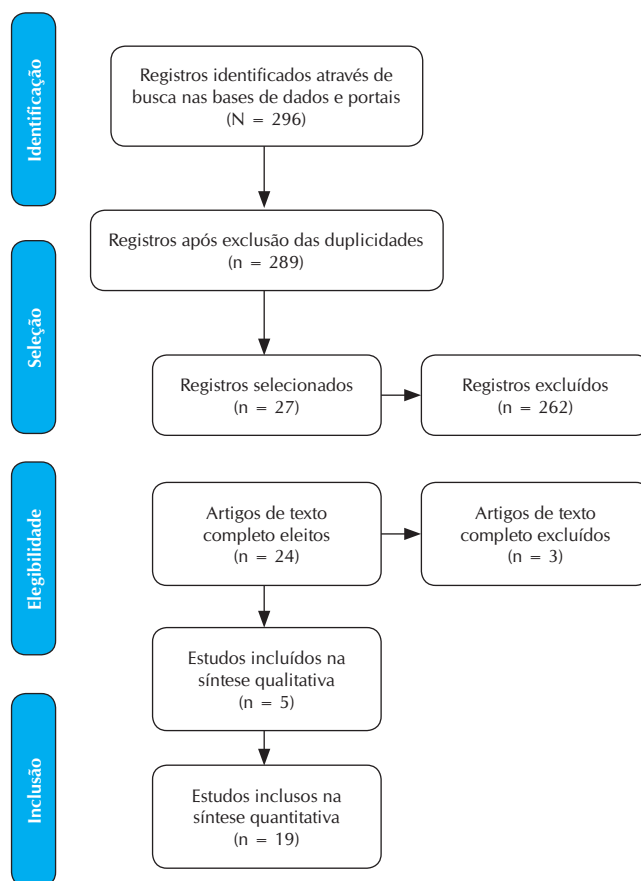 Identificação
Registros identificados através de
busca nas bases de dados e portais
(N = 296)
Registros após exclusão das duplicidades
(n = 289)
Seleção
Registros selecionados
(n = 27)
Registros excluídos
(n = 262)
Elegibilidade
Artigos de texto
completo eleitos
(n = 24)
Artigos de texto
completo excluídos
(n = 3)
Estudos incluídos na
síntese qualitativa
(n = 5)
Inclusão
Estudos inclusos na
síntese quantitativa
(n = 19)